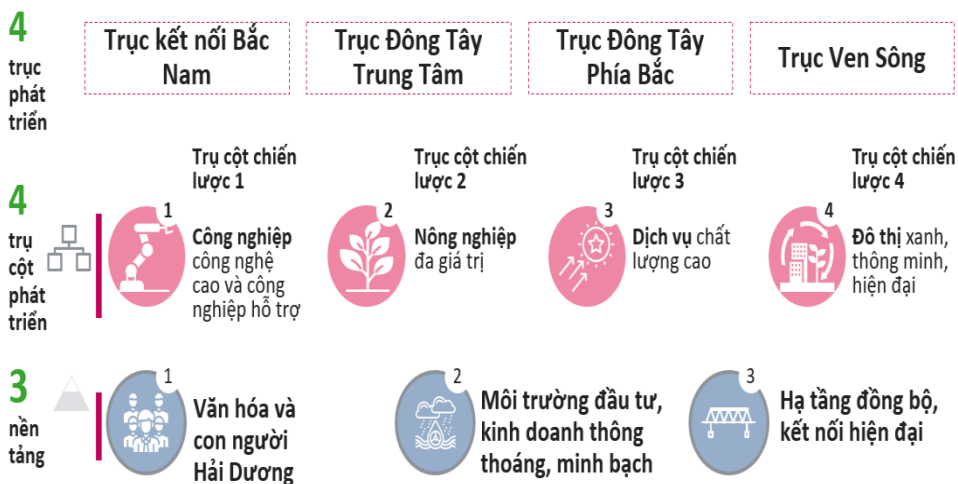 4
trục
phát
triển
Trục kết nối Bắc
Nam
Trục Đông Tây
Trung Tâm
Trục Đông Tây
Phía Bắc
Trục Ven Sông
4
trụ
cột
phát
triển
Trụ cột chiến
lược 1
1
Công nghiệp
công nghệ
cao và công
nghiệp hỗ trợ
Trục cột chiến
lược 2
2
Nông nghiệp
đa giá trị
Trụ cột chiến
lược 3
3
Dịch vụ chất
lượng cao
Trụ cột chiến
lược 4
4
Đô thị xanh,
thông minh,
hiện đại
3
nền
tảng
1
Văn hóa và
con người
Hải Dương
2
Môi trường đầu tư,
kinh doanh thông
thoáng, minh bạch
3
Hạ tầng đồng bộ,
kết nối hiện đại